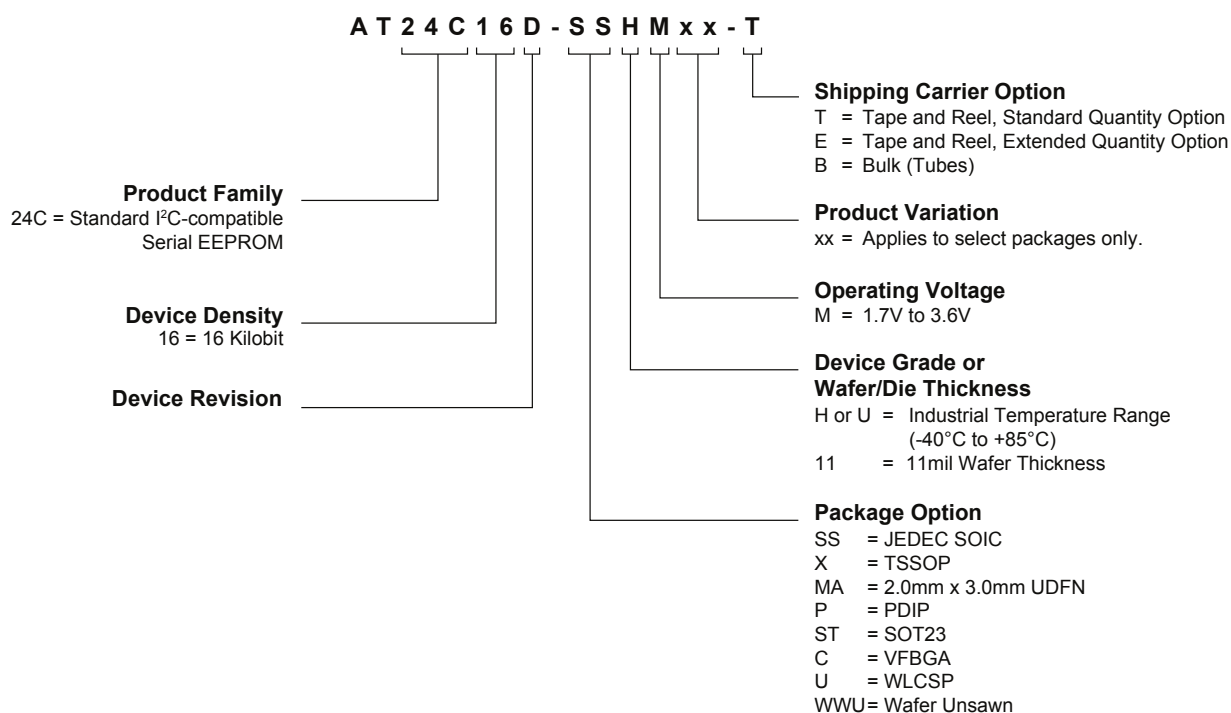 AT24C16D-SSHMxx-T
Shipping Carrier Option
T = Tape and Reel, Standard Quantity Option
E = Tape and Reel, Extended Quantity Option
B = Bulk (Tubes)
Product Family
24C = Standard I²C-compatible
Serial EEPROM
Product Variation
xx = Applies to select packages only.
Operating Voltage
M = 1.7V to 3.6V
Device Density
16 = 16 Kilobit
Device Grade or
Wafer/Die Thickness
H or U = Industrial Temperature Range
(-40°C to +85°C)
11 = 11mil Wafer Thickness
Device Revision
Package Option
SS = JEDEC SOIC
X = TSSOP
MA = 2.0mm x 3.0mm UDFN
P = PDIP
ST = SOT23
C = VFBGA
U = WLCSP
WWU= Wafer Unsawn